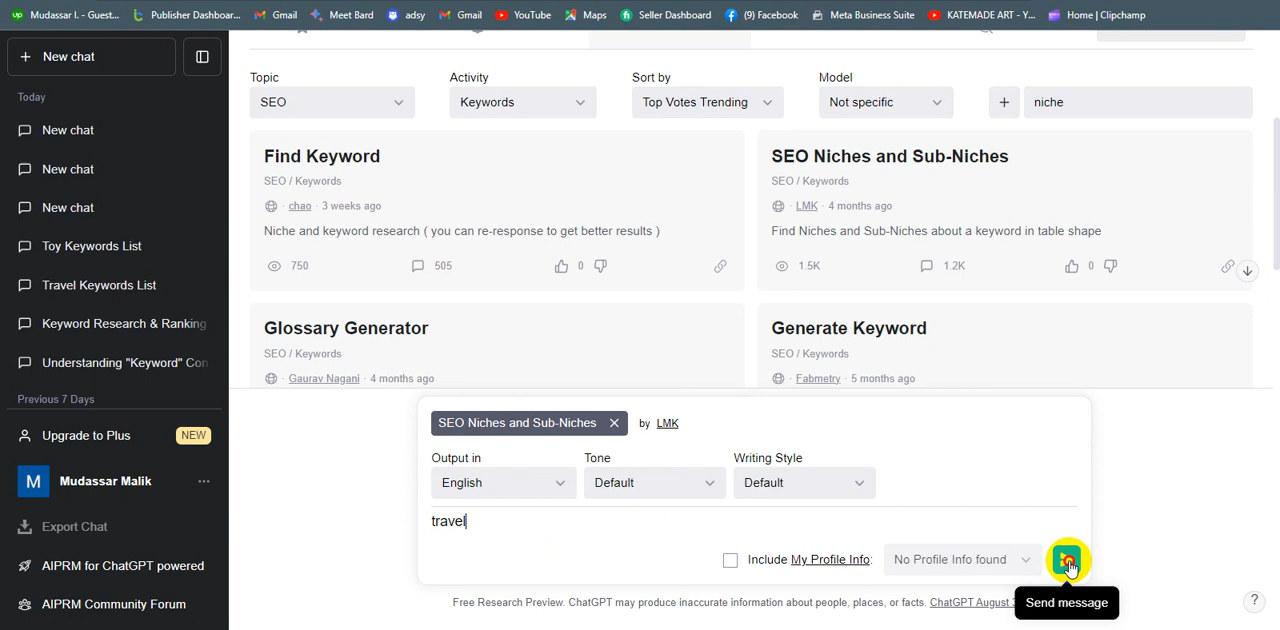 Mudassar I. - Guest...
Publisher Dashboar...
Gmail
Meet Bard
adsy
Gmail
YouTube
Maps
Seller Dashboard
(9) Facebook
Meta Business Suite
KATEMADE ART - Y...
Home | Clipchamp
New chat
Today
New chat
New chat
New chat
Toy Keywords List
Travel Keywords List
Keyword Research & Ranking
Understanding "Keyword" Con
Previous 7 Days
Upgrade to Plus
NEW
M
Mudassar Malik
Export Chat
AIPRM for ChatGPT powered
AIPRM Community Forum
Topic
Activity
Sort by
Model
SEO
Keywords
Top Votes Trending
Not specific
niche
Find Keyword
SEO / Keywords
chao · 3 weeks ago
Niche and keyword research ( you can re-response to get better results )
750
505
0
SEO Niches and Sub-Niches
SEO / Keywords
LMK · 4 months ago
Find Niches and Sub-Niches about a keyword in table shape
1.5K
1.2K
0
Glossary Generator
SEO / Keywords
Gaurav Nagani · 4 months ago
Generate Keyword
SEO / Keywords
Fabmetry · 5 months ago
SEO Niches and Sub-Niches
by LMK
Output in
Tone
Writing Style
English
Default
Default
travel
Include My Profile Info:
No Profile Info found
Send message
Free Research Preview. ChatGPT may produce inaccurate information about people, places, or facts. ChatGPT August 3
?